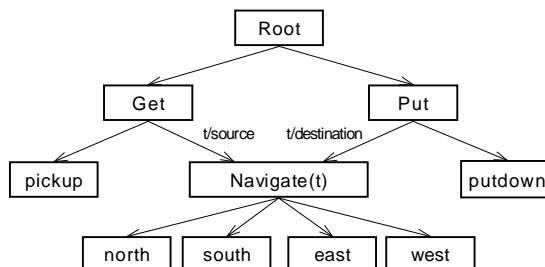 Root
Get
Put
t/source
t/destination
pickup
Navigate(t)
putdown
north
south
east
west